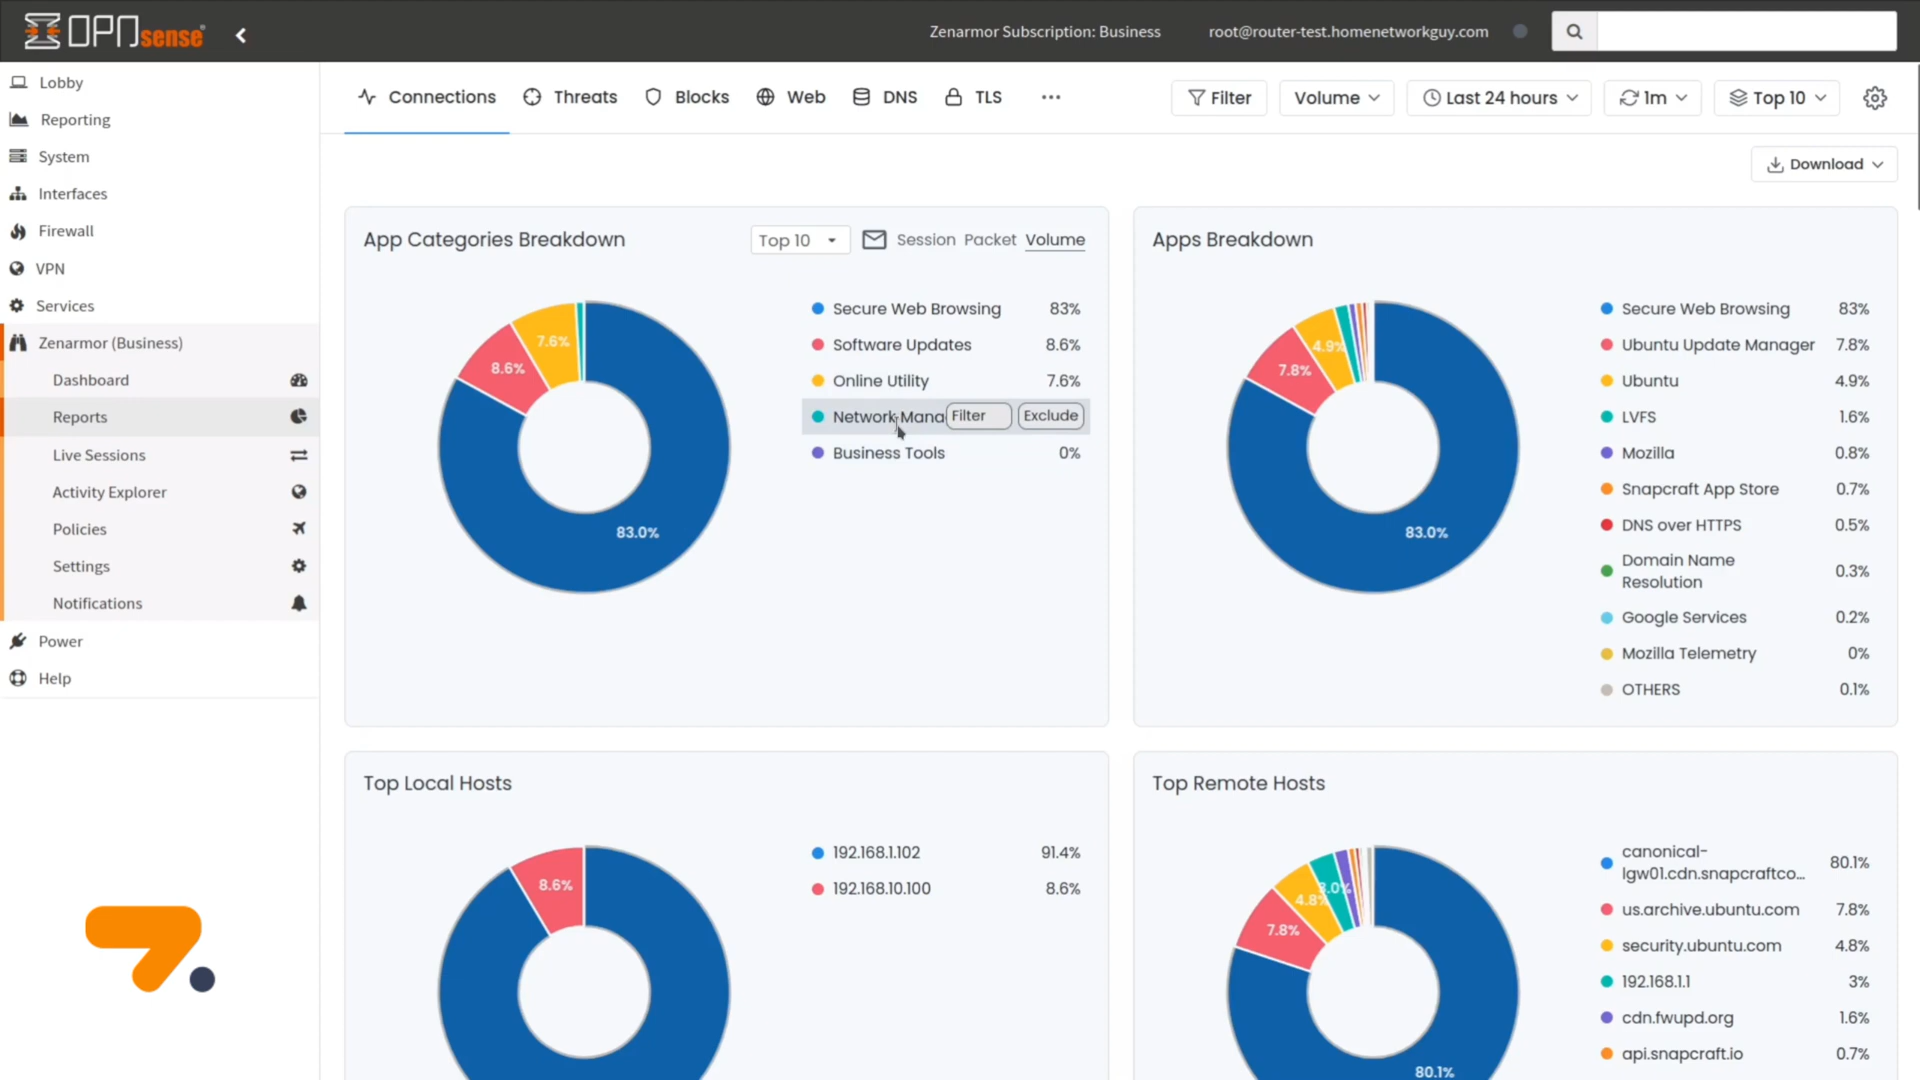 OPNsense
Zenarmor Subscription: Business
root@router-test.homenetworkguy.com
Lobby
Reporting
System
Interfaces
Firewall
VPN
Services
Zenarmor (Business)
Dashboard
Reports
Live Sessions
Activity Explorer
Policies
Settings
Notifications
Power
Help
Connections
Threats
Blocks
Web
DNS
TLS
Filter
Volume
Last 24 hours
1m
Top 10
Download
App Categories Breakdown
Top 10
Session Packet Volume
7.6%
8.6%
83.0%
Secure Web Browsing 83%
Software Updates 8.6%
Online Utility 7.6%
Network Mana Filter Exclude
Business Tools 0%
Apps Breakdown
4.9%
7.8%
83.0%
Secure Web Browsing 83%
Ubuntu Update Manager 7.8%
Ubuntu 4.9%
LVFS 1.6%
Mozilla 0.8%
Snapcraft App Store 0.7%
DNS over HTTPS 0.5%
Domain Name
Resolution 0.3%
Google Services 0.2%
Mozilla Telemetry 0%
OTHERS 0.1%
Top Local Hosts
8.6%
192.168.1.102 91.4%
192.168.10.100 8.6%
Top Remote Hosts
3.0%
4.8%
7.8%
80.1%
canonical-
lgw01.cdn.snapcraftco... 80.1%
us.archive.ubuntu.com 7.8%
security.ubuntu.com 4.8%
192.168.1.1 3%
cdn.fwupd.org 1.6%
api.snapcraft.io 0.7%